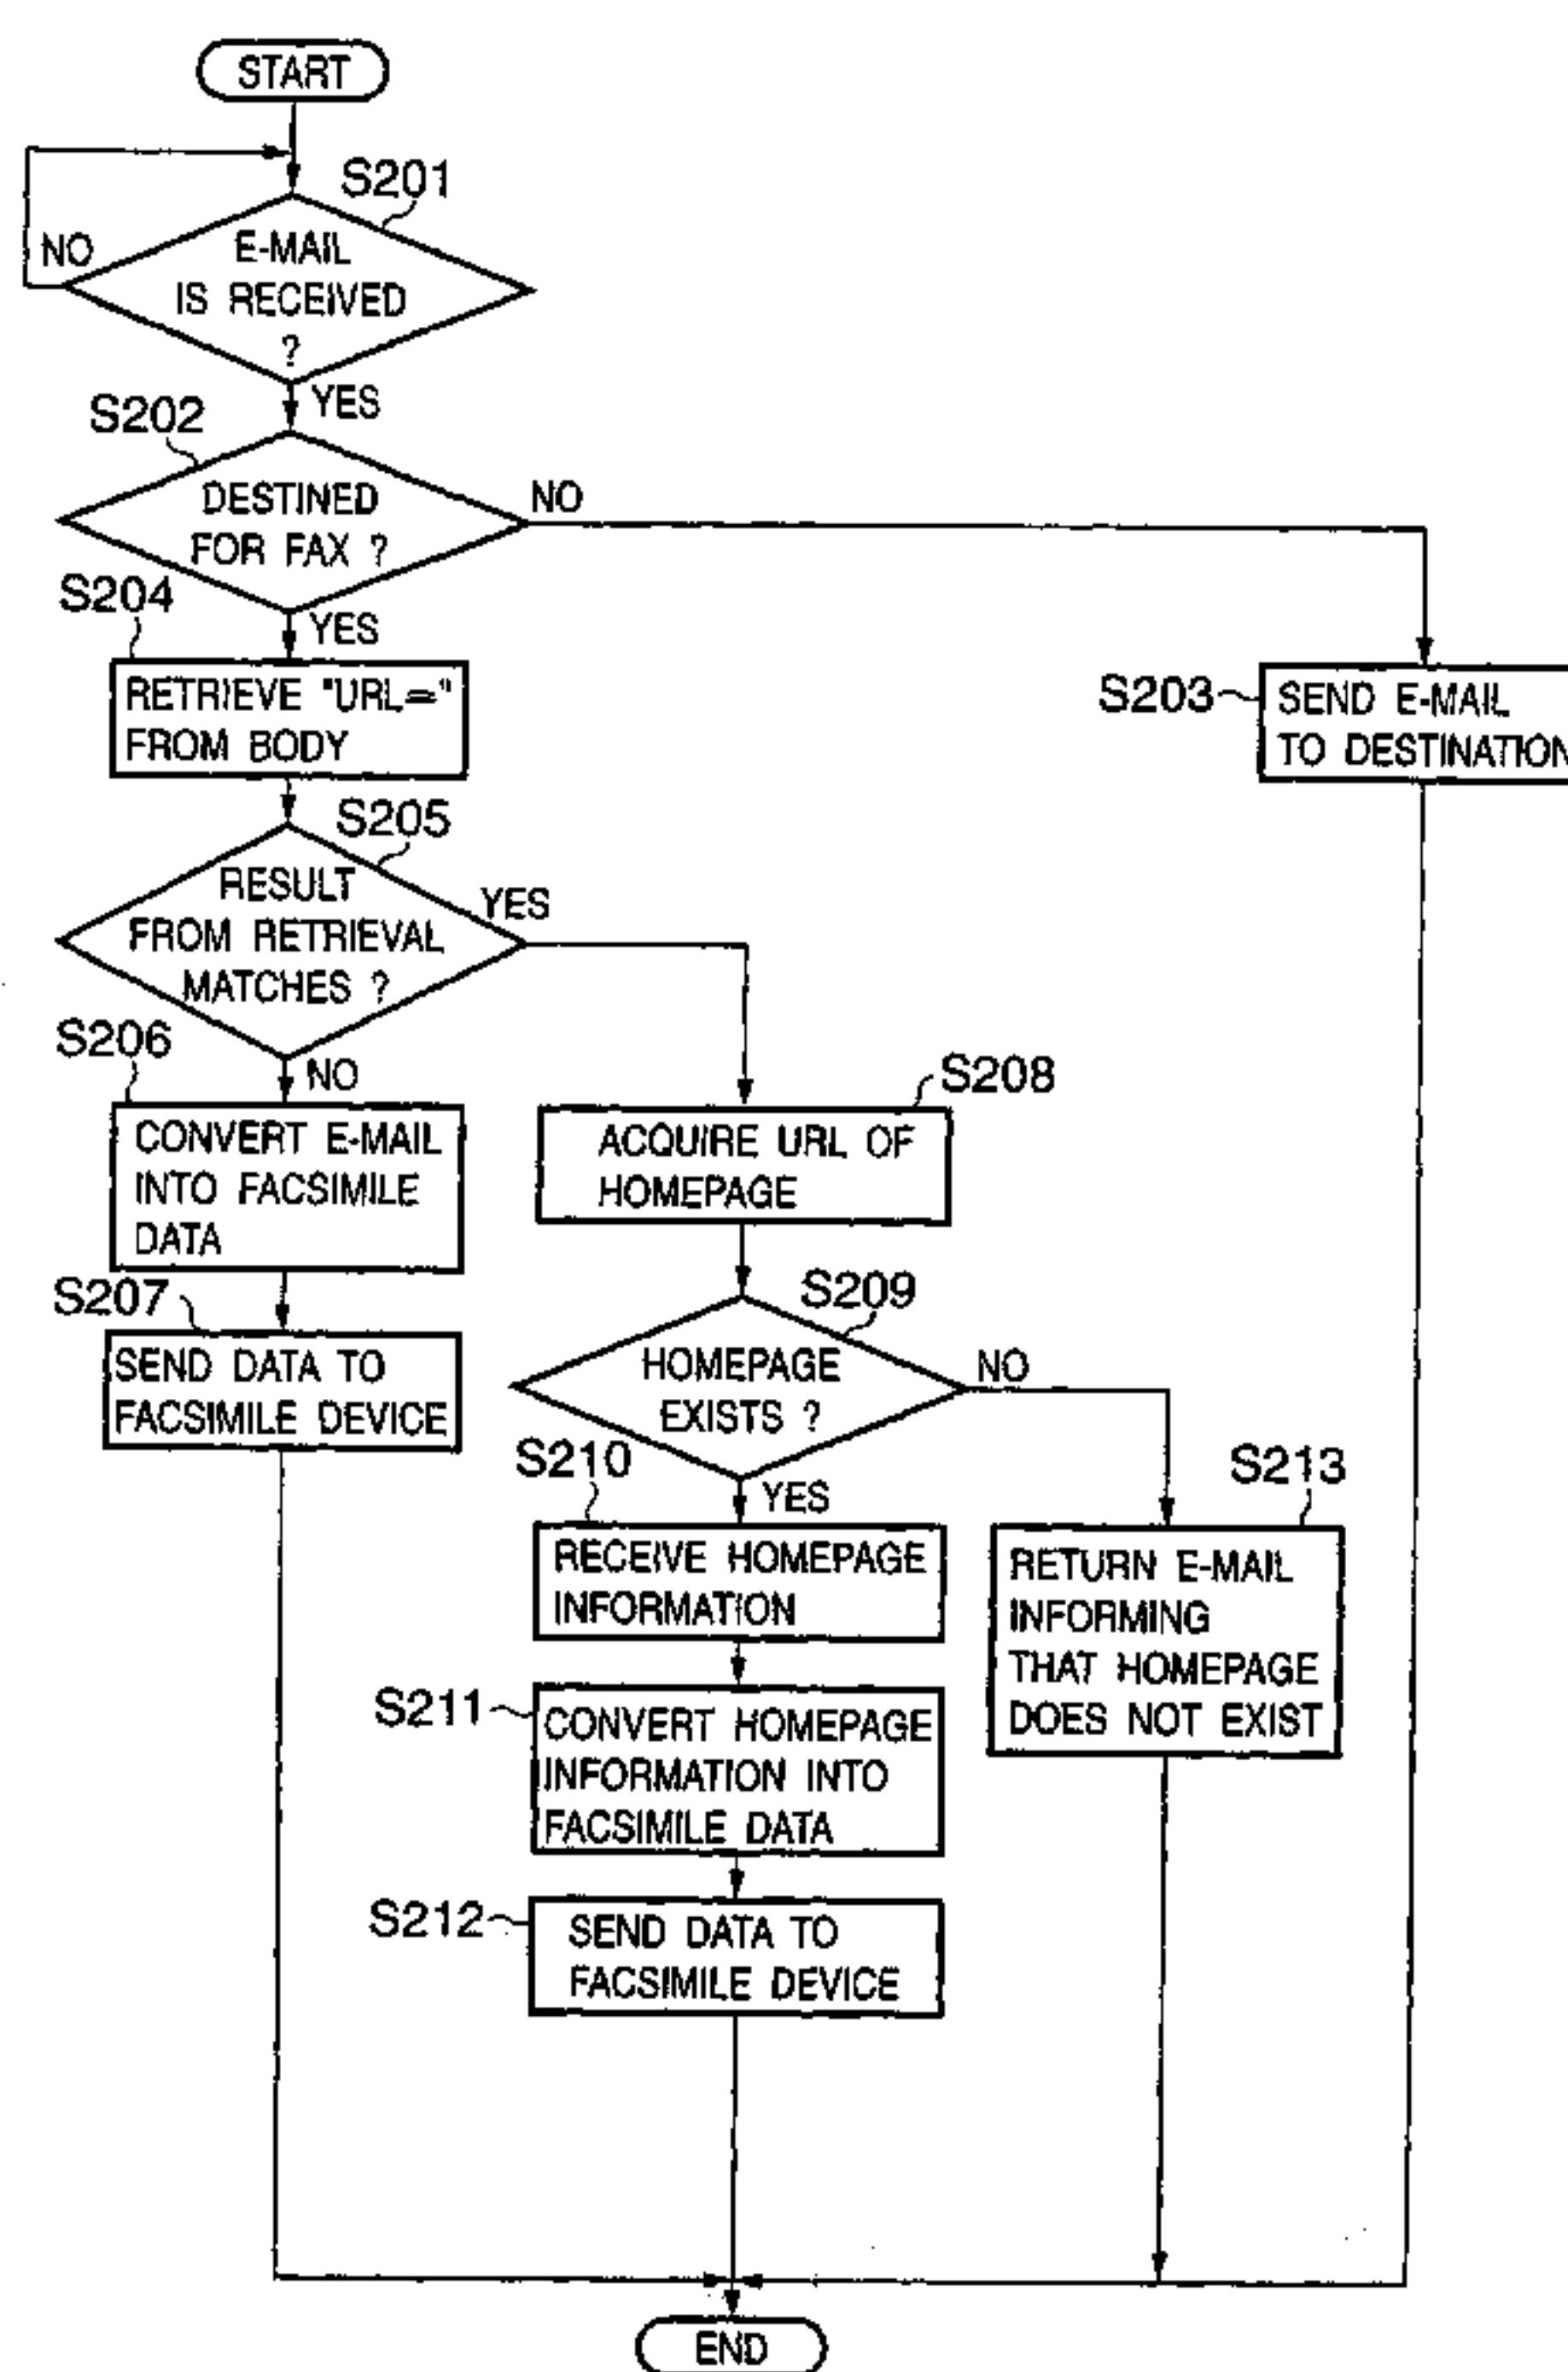 START
S201
NO
E-MAIL
IS RECEIVED
?
YES
S202
DESTINED
FOR FAX ?
NO
YES
S204
RETRIEVE "URL="
FROM BODY
S203
SEND E-MAIL
TO DESTINATION
S205
RESULT
FROM RETRIEVAL
MATCHES ?
YES
NO
S206
CONVERT E-MAIL
INTO FACSIMILE
DATA
S208
ACQUIRE URL OF
HOMEPAGE
S207
SEND DATA TO
FACSIMILE DEVICE
S209
HOMEPAGE
EXISTS ?
NO
YES
S210
RECEIVE HOMEPAGE
INFORMATION
S213
RETURN E-MAIL
INFORMING
THAT HOMEPAGE
DOES NOT EXIST
S211
CONVERT HOMEPAGE
INFORMATION INTO
FACSIMILE DATA
S212
SEND DATA TO
FACSIMILE DEVICE
END